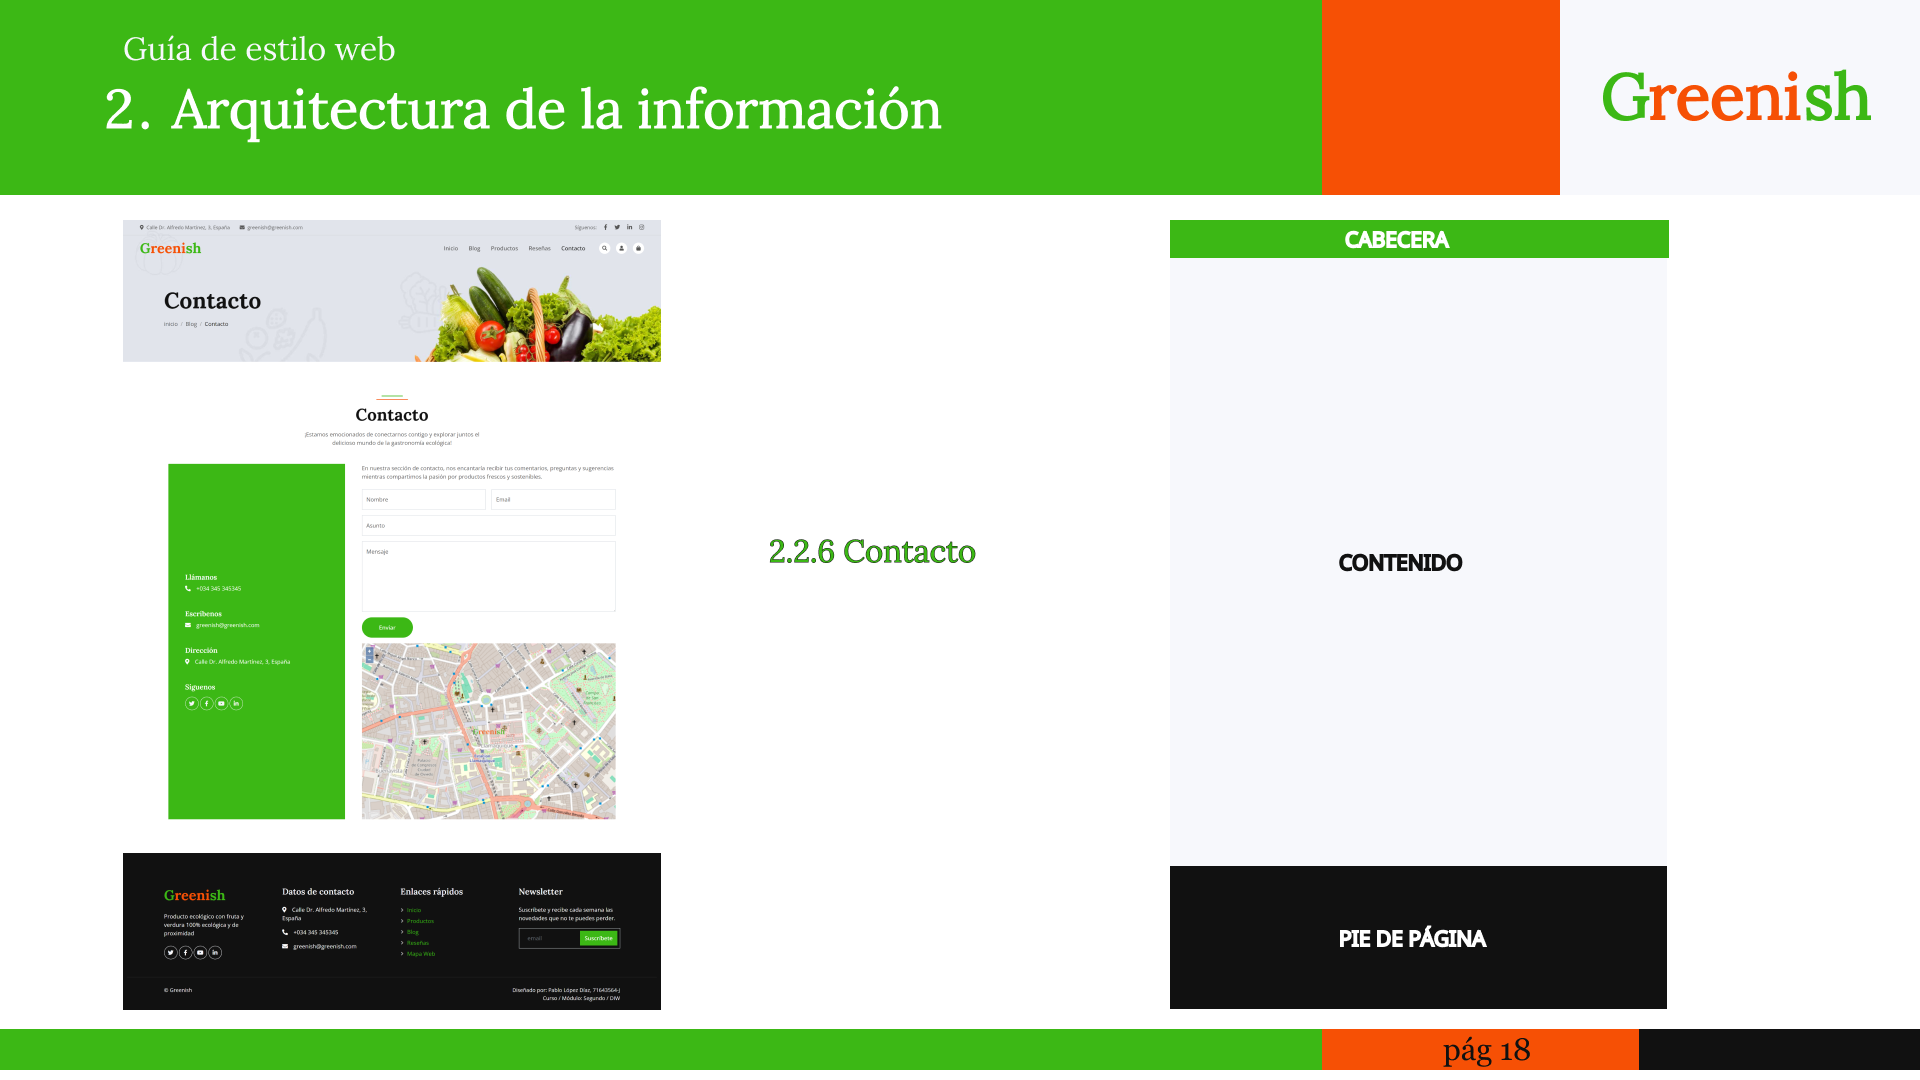 Guía de estilo web
2. Arquitectura de la información
Greenish
Calle Dr. Alfredo Martínez, 3, España greenish@greenish.com Síguenos:
Greenish Inicio Blog Productos Reseñas Contacto
Contacto
Inicio / Blog / Contacto
Contacto
¡Estamos emocionados de conectarnos contigo y explorar juntos el
delicioso mundo de la gastronomía ecológica!
En nuestra sección de contacto, nos encantaría recibir tus comentarios, preguntas y sugerencias
mientras compartimos la pasión por productos frescos y sostenibles.
Nombre Email
Asunto
Mensaje
Enviar
Llámanos
+034 345 345345
Escríbenos
greenish@greenish.com
Dirección
Calle Dr. Alfredo Martínez, 3, España
Síguenos
Greenish
2.2.6 Contacto
CABECERA
CONTENIDO
PIE DE PÁGINA
Greenish
Producto ecológico con fruta y
verdura 100% ecológica y de
proximidad
Datos de contacto
Calle Dr. Alfredo Martínez, 3,
España
+034 345 345345
greenish@greenish.com
Enlaces rápidos
Inicio
Productos
Blog
Reseñas
Mapa Web
Newsletter
Suscríbete y recibe cada semana las
novedades que no te puedes perder.
email Suscríbete
© Greenish
Diseñado por: Pablo López Díaz, 71643564-J
Curso / Módulo: Segundo / DIW
pág 18